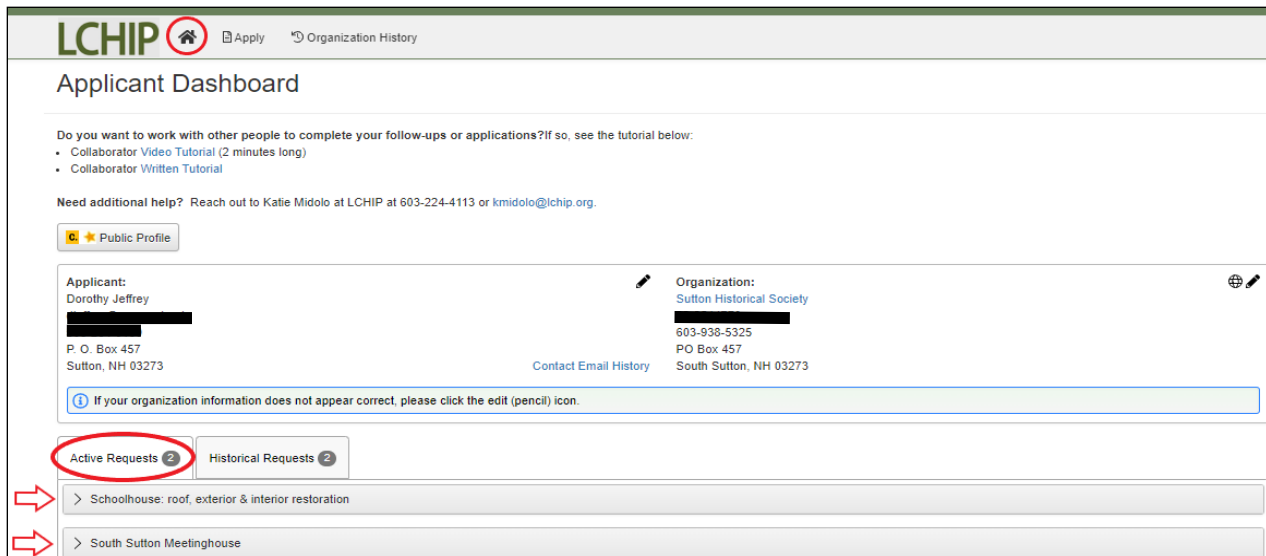 LCHIP Apply Organization History
Applicant Dashboard
Do you want to work with other people to complete your follow-ups or applications?If so, see the tutorial below:
• Collaborator Video Tutorial (2 minutes long)
• Collaborator Written Tutorial
Need additional help? Reach out to Katie Midolo at LCHIP at 603-224-4113 or kmidolo@lchip.org.
C. Public Profile
Applicant:
Dorothy Jeffrey
P. O. Box 457
Sutton, NH 03273
Contact Email History
Organization:
Sutton Historical Society
603-938-5325
PO Box 457
South Sutton, NH 03273
If your organization information does not appear correct, please click the edit (pencil) icon.
Active Requests 2 Historical Requests 2
Schoolhouse: roof, exterior & interior restoration
South Sutton Meetinghouse